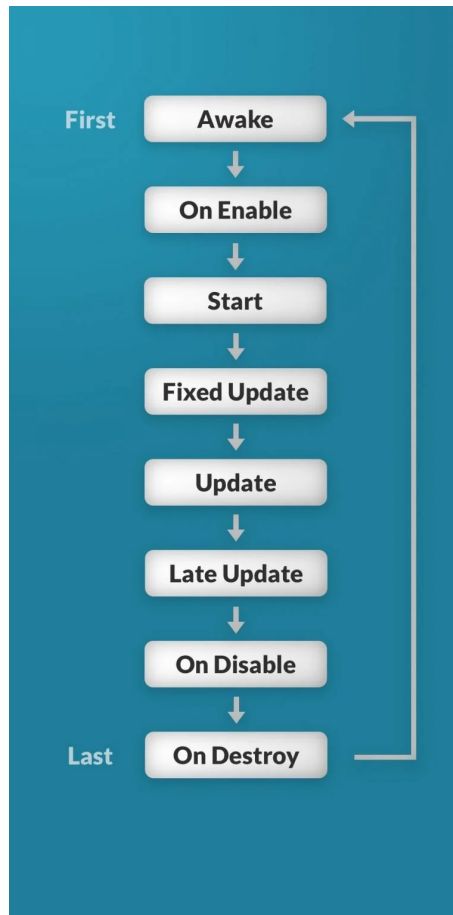 First
Awake
On Enable
Start
Fixed Update
Update
Late Update
On Disable
Last
On Destroy